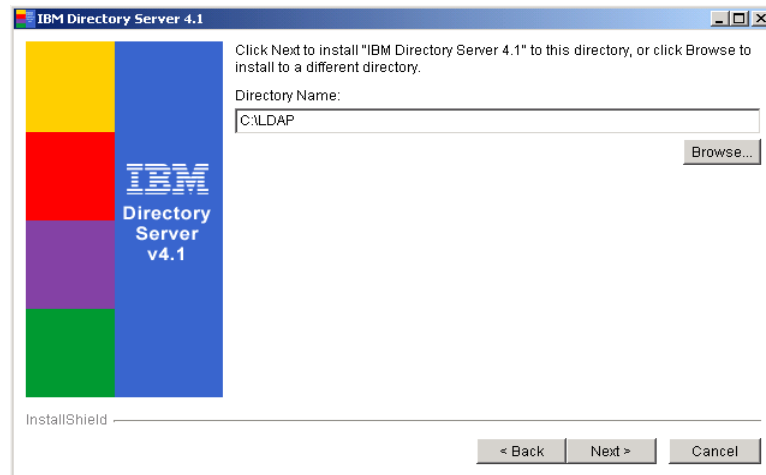 IBM Directory Server 4.1
Click Next to install "IBM Directory Server 4.1" to this directory, or click Browse to
install to a different directory.
Directory Name:
C:\LDAP
Browse...
IBM
Directory
Server
v4.1
InstallShield
< Back
Next >
Cancel